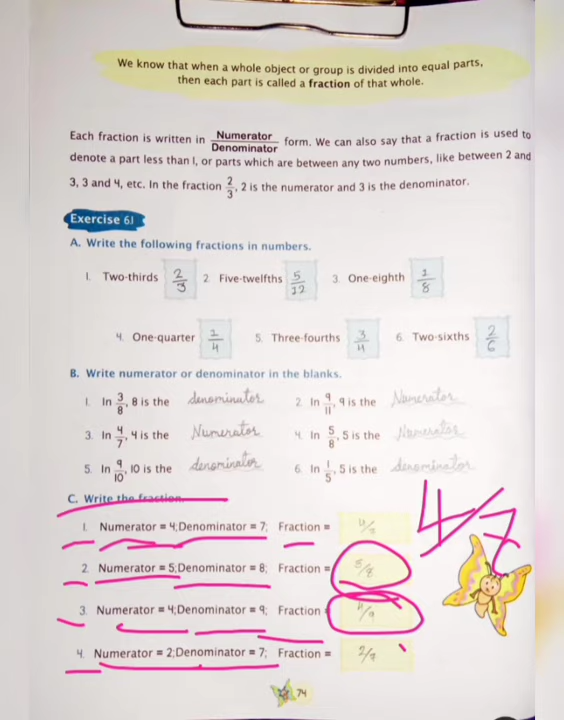 We know that when a whole object or group is divided into equal parts,
then each part is called a fraction of that whole.
Each fraction is written in Numerator/Denominator form. We can also say that a fraction is used to
denote a part less than 1, or parts which are between any two numbers, like between 2 and
3, 3 and 4, etc. In the fraction 2/3, 2 is the numerator and 3 is the denominator.
Exercise 61
A. Write the following fractions in numbers.
1. Two-thirds 2/3 2. Five-twelfths 5/12 3. One-eighth 1/8
4. One-quarter 1/4 5. Three-fourths 3/4 6. Two-sixths 2/6
B. Write numerator or denominator in the blanks.
1. In 3/8, 8 is the denominator 2. In 9/11, 9 is the Numerator
3. In 4/7, 4 is the Numerator 4. In 5/8, 5 is the Numerator
5. In 9/10, 10 is the denominator 6. In 1/5, 5 is the denominator
C. Write the fraction.
1. Numerator = 4; Denominator = 7; Fraction = 4/7 4/7
2. Numerator = 5; Denominator = 8; Fraction = 5/8
3. Numerator = 4; Denominator = 9; Fraction = 4/9
4. Numerator = 2; Denominator = 7; Fraction = 2/7
74